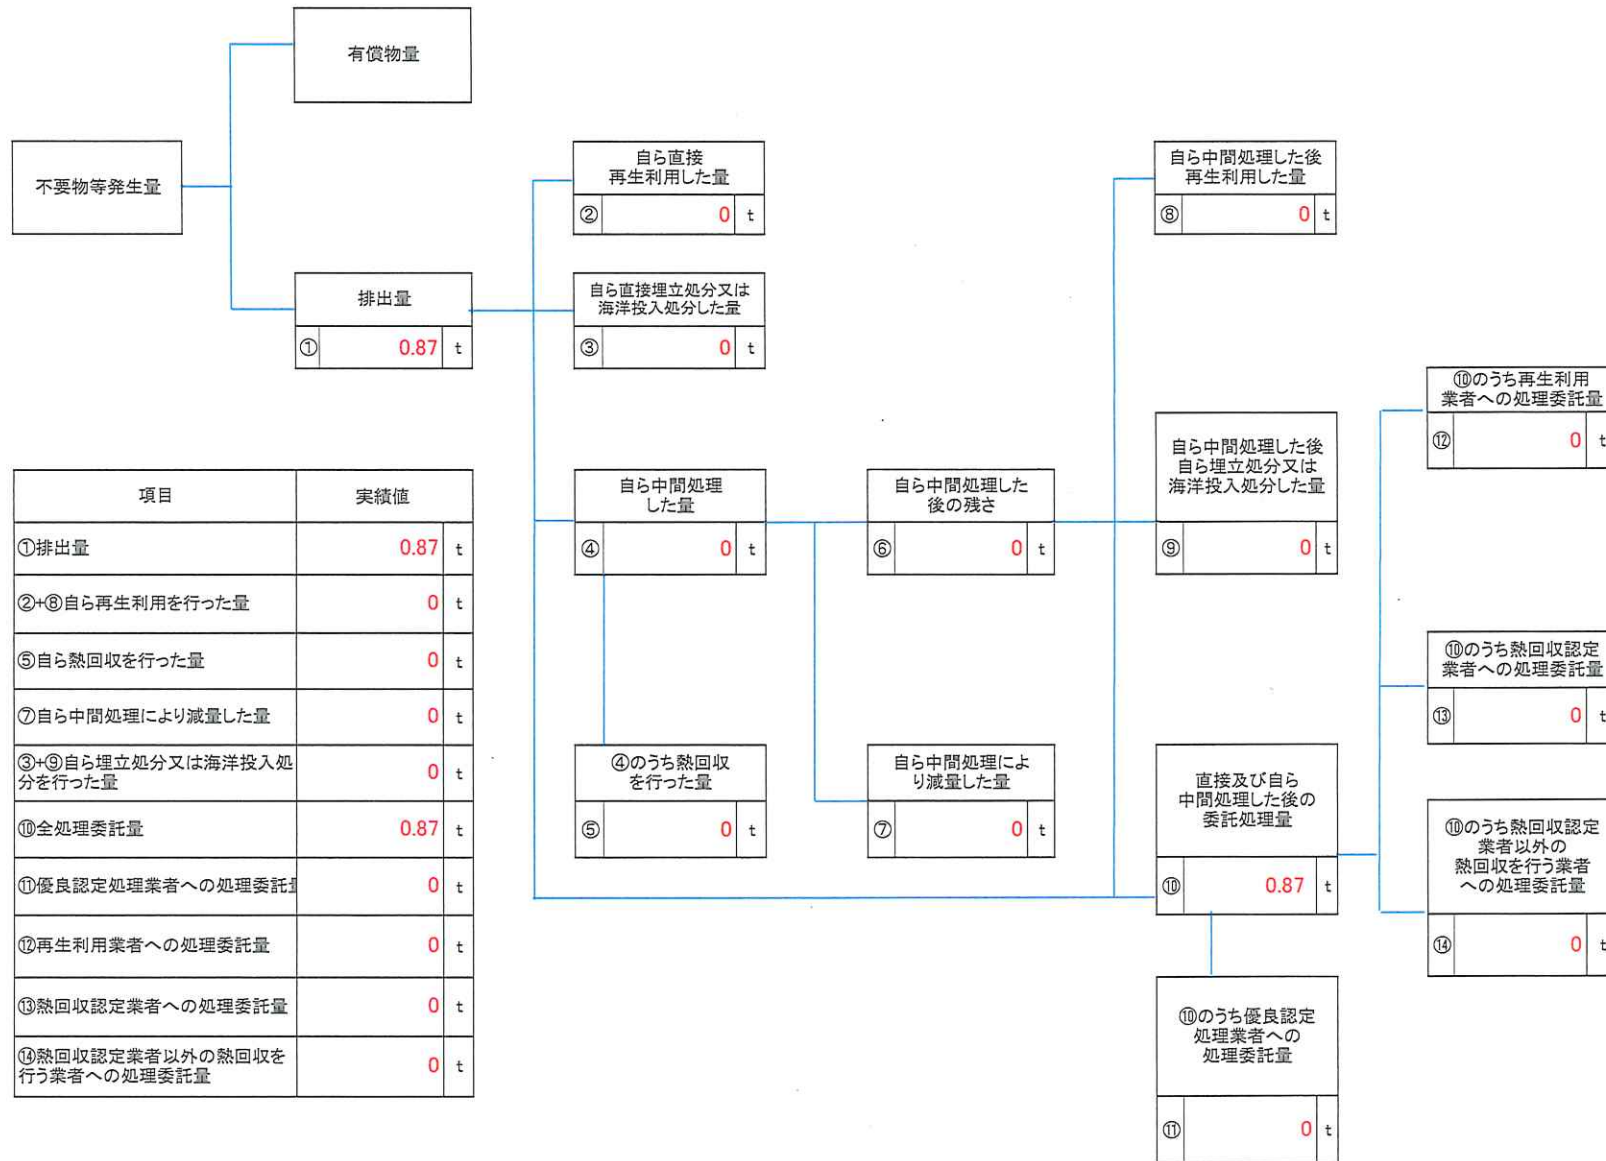 有償物量
不要物等発生量
排出量
① 0.87 t
自ら直接
再生利用した量
② 0 t
自ら直接埋立処分又は
海洋投入処分した量
③ 0 t
自ら中間処理
した量
④ 0 t
④のうち熱回収
を行った量
⑤ 0 t
自ら中間処理した
後の残さ
⑥ 0 t
自ら中間処理によ
り減量した量
⑦ 0 t
自ら中間処理した後
再生利用した量
⑧ 0 t
自ら中間処理した後
自ら埋立処分又は
海洋投入処分した量
⑨ 0 t
直接及び自ら
中間処理した後の
委託処理量
⑩ 0.87 t
⑩のうち優良認定
処理業者への
処理委託量
⑪ 0 t
⑩のうち再生利用
業者への処理委託量
⑫ 0 t
⑩のうち熱回収認定
業者への処理委託量
⑬ 0 t
⑩のうち熱回収認定
業者以外の
熱回収を行う業者
への処理委託量
⑭ 0 t
項目 実績値
①排出量 0.87 t
②+⑧自ら再生利用を行った量 0 t
⑤自ら熱回収を行った量 0 t
⑦自ら中間処理により減量した量 0 t
③+⑨自ら埋立処分又は海洋投入処
分を行った量 0 t
⑩全処理委託量 0.87 t
⑪優良認定処理業者への処理委託量 0 t
⑫再生利用業者への処理委託量 0 t
⑬熱回収認定業者への処理委託量 0 t
⑭熱回収認定業者以外の熱回収を
行う業者への処理委託量 0 t